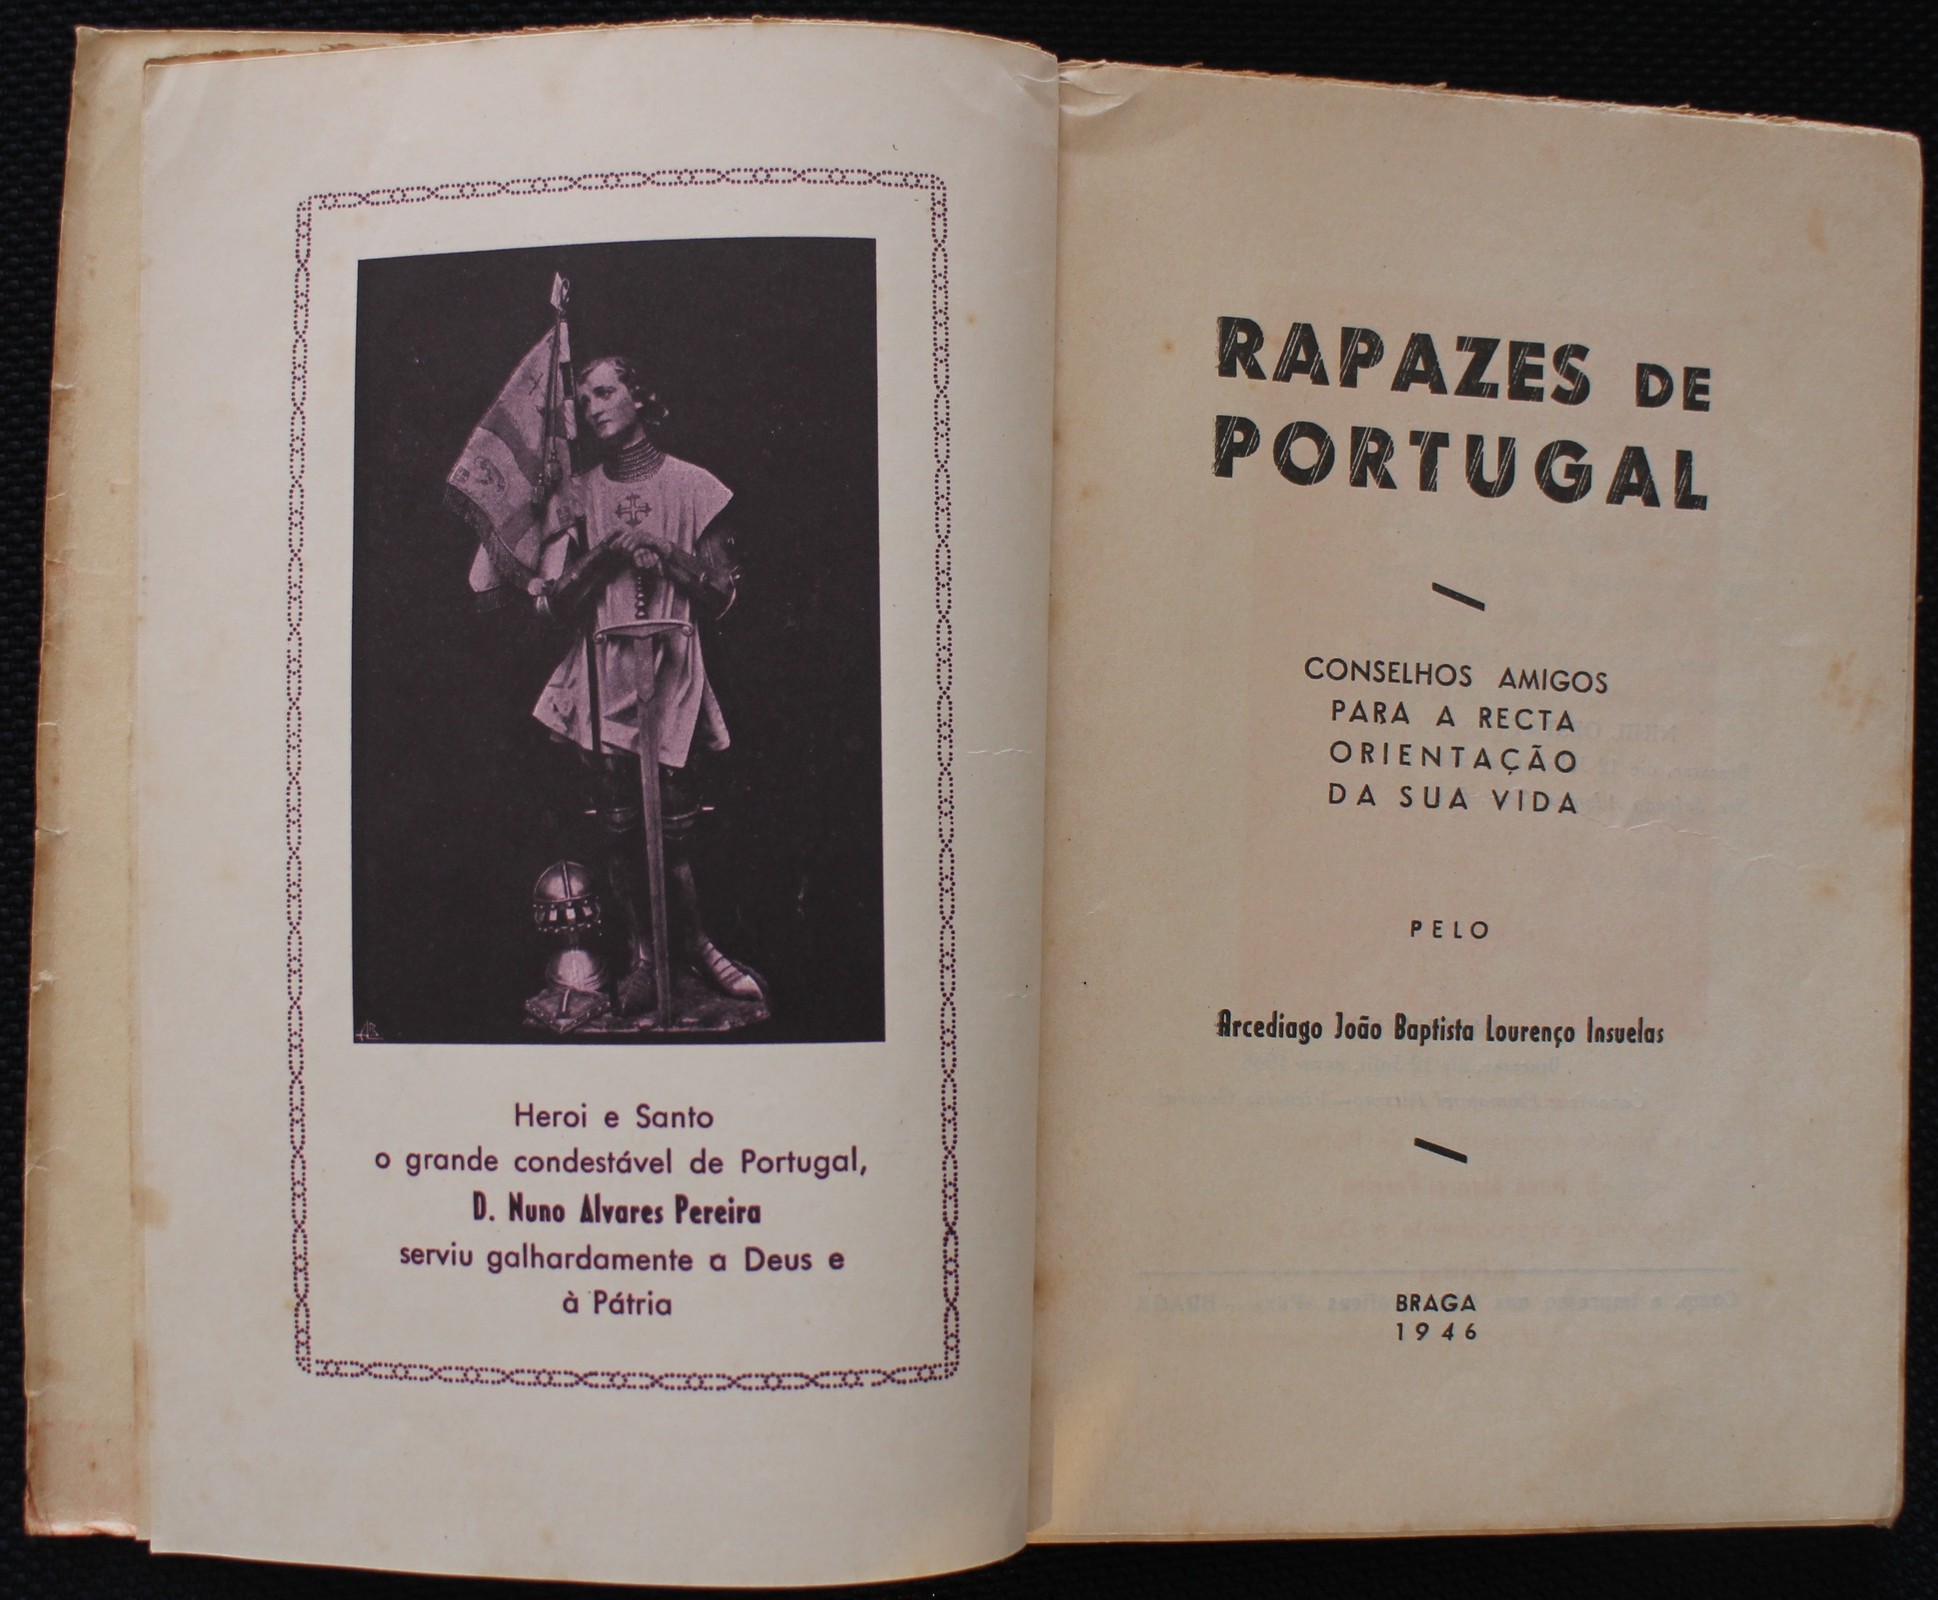 Heroi e Santo
o grande condestável de Portugal,
D. Nuno Alvares Pereira
serviu galhardamente a Deus e
à Pátria
RAPAZES DE
PORTUGAL
CONSELHOS AMIGOS
PARA A RECTA
ORIENTAÇÃO
DA SUA VIDA
PELO
Arcediago João Baptista Lourenço Insuelas
BRAGA
1946